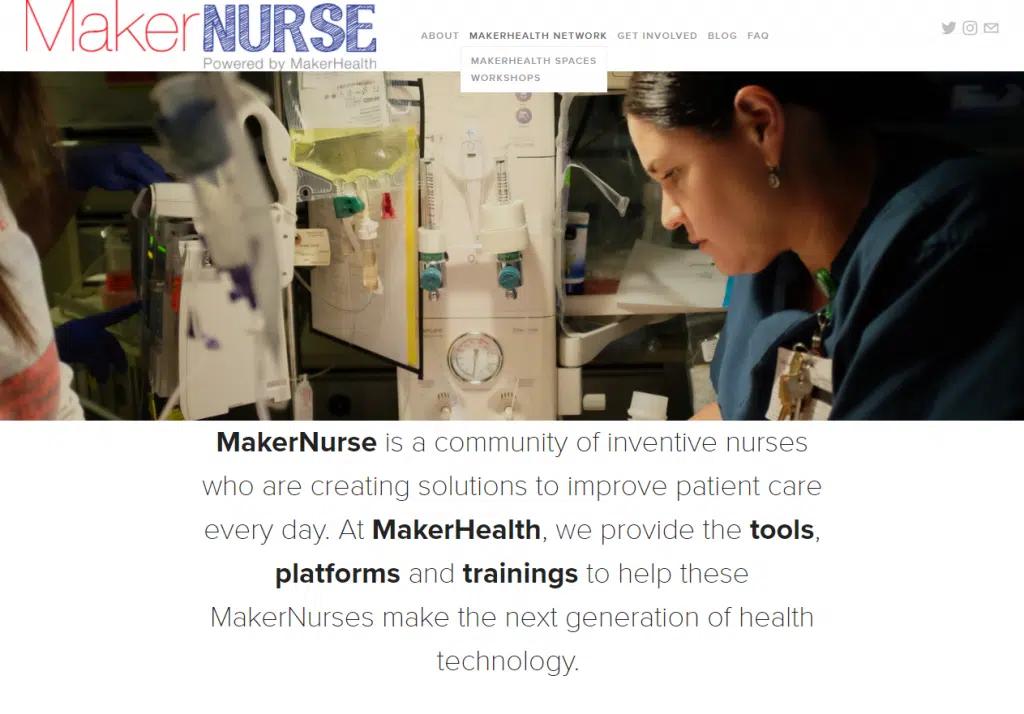 MakerNURSE
Powered by MakerHealth
ABOUT MAKERHEALTH NETWORK GET INVOLVED BLOG FAQ
MAKERHEALTH SPACES
WORKSHOPS
MakerNurse is a community of inventive nurses
who are creating solutions to improve patient care
every day. At MakerHealth, we provide the tools,
platforms and trainings to help these
MakerNurses make the next generation of health
technology.